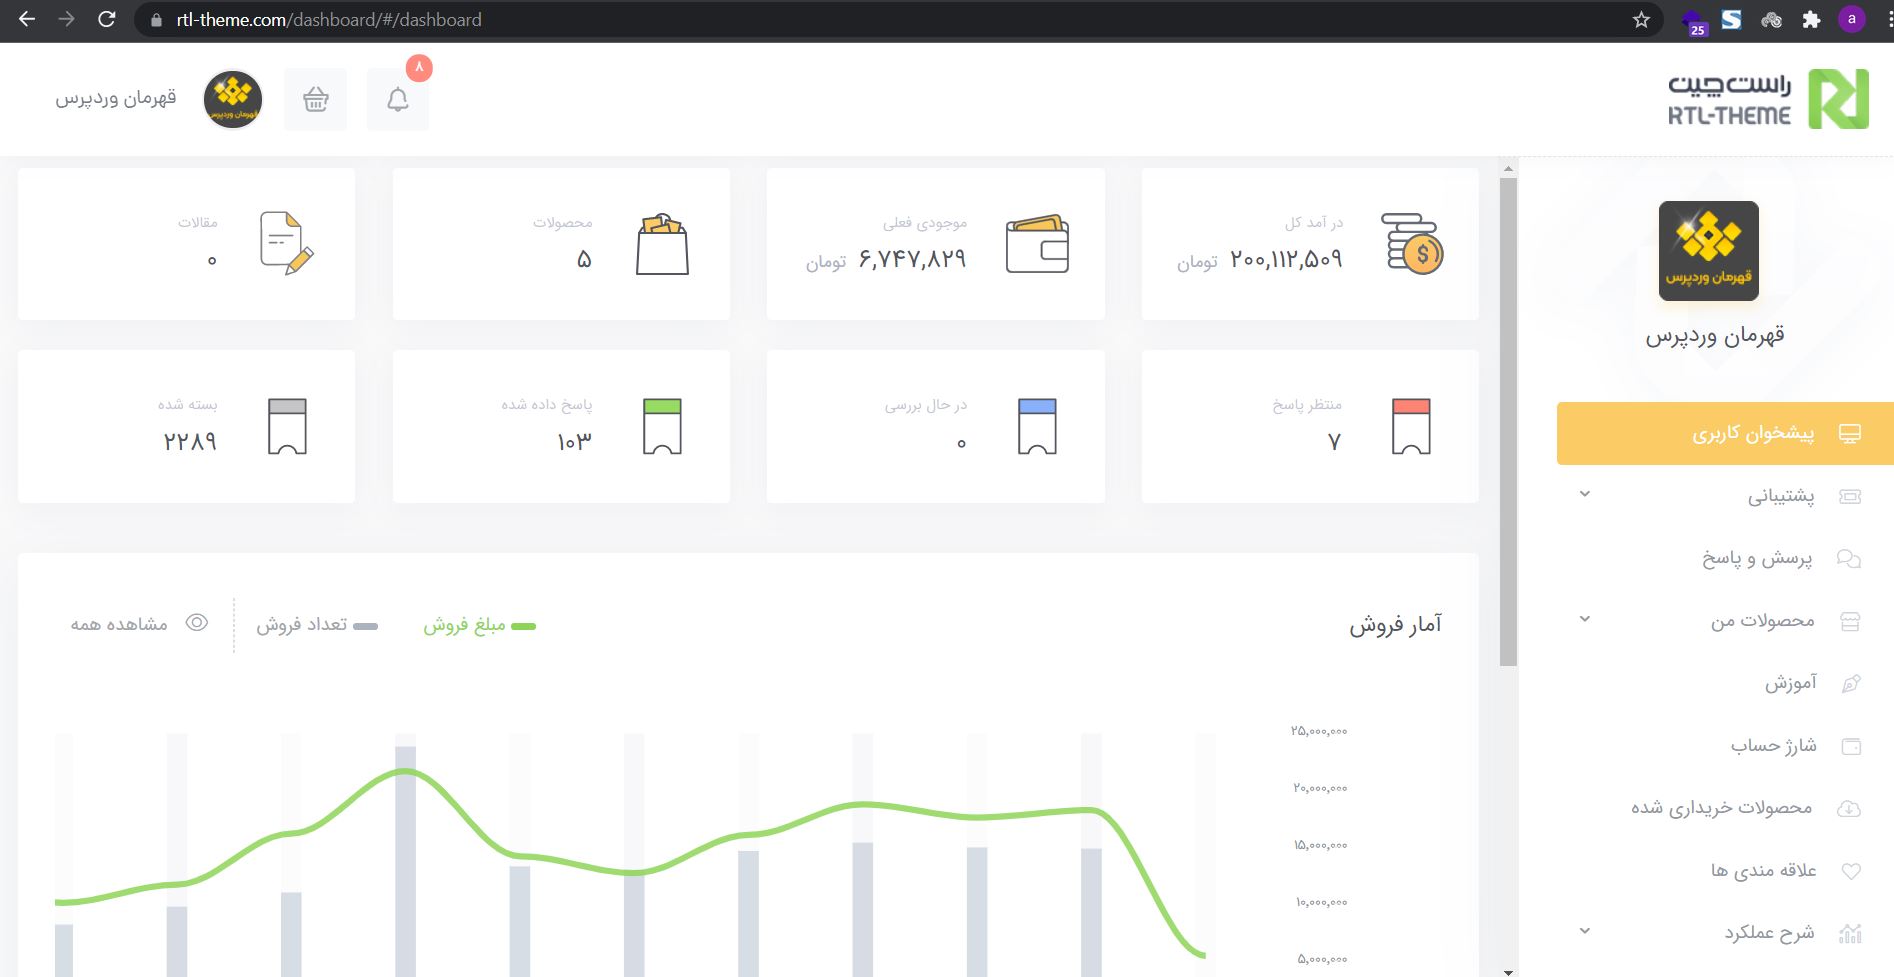 rtl-theme.com/dashboard/#/dashboard
25
a
راست‌چین
RTL-THEME
۸
قهرمان وردپرس
قهرمان وردپرس
قهرمان وردپرس
قهرمان وردپرس
پیشخوان کاربری
پشتیبانی
پرسش و پاسخ
محصولات من
آموزش
شارژ حساب
محصولات خریداری شده
علاقه مندی ها
شرح عملکرد
در آمد کل
۲۰۰,۱۱۲,۵۰۹ تومان
موجودی فعلی
۶,۷۴۷,۸۲۹ تومان
محصولات
۵
مقالات
۰
منتظر پاسخ
۷
در حال بررسی
۰
پاسخ داده شده
۱۰۳
بسته شده
۲۲۸۹
آمار فروش
مبلغ فروش
تعداد فروش
مشاهده همه
۲۵,۰۰۰,۰۰۰
۲۰,۰۰۰,۰۰۰
۱۵,۰۰۰,۰۰۰
۱۰,۰۰۰,۰۰۰
۵,۰۰۰,۰۰۰